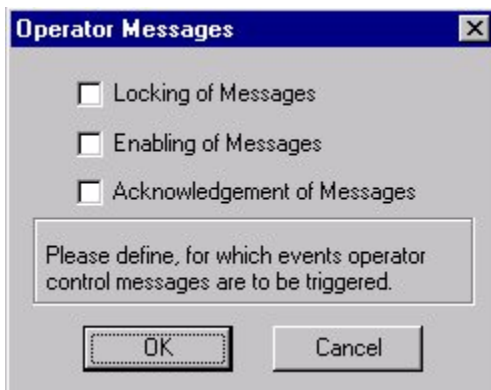 Operator Messages
Locking of Messages
Enabling of Messages
Acknowledgement of Messages
Please define, for which events operator
control messages are to be triggered.
OK
Cancel